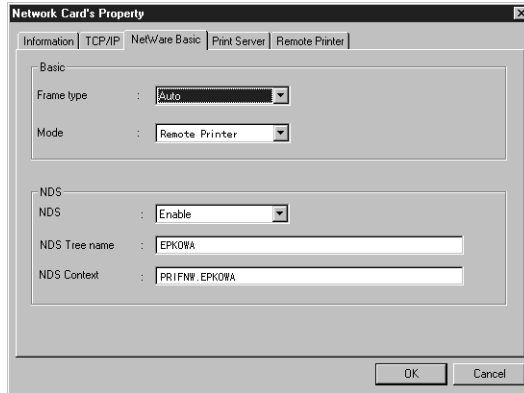 Network Card's Property
Information TCP/IP NetWare Basic Print Server Remote Printer
Basic
Frame type : Auto
Mode : Remote Printer
NDS
NDS : Enable
NDS Tree name : EPKOWA
NDS Context : PRIFNW.EPKOWA
OK Cancel